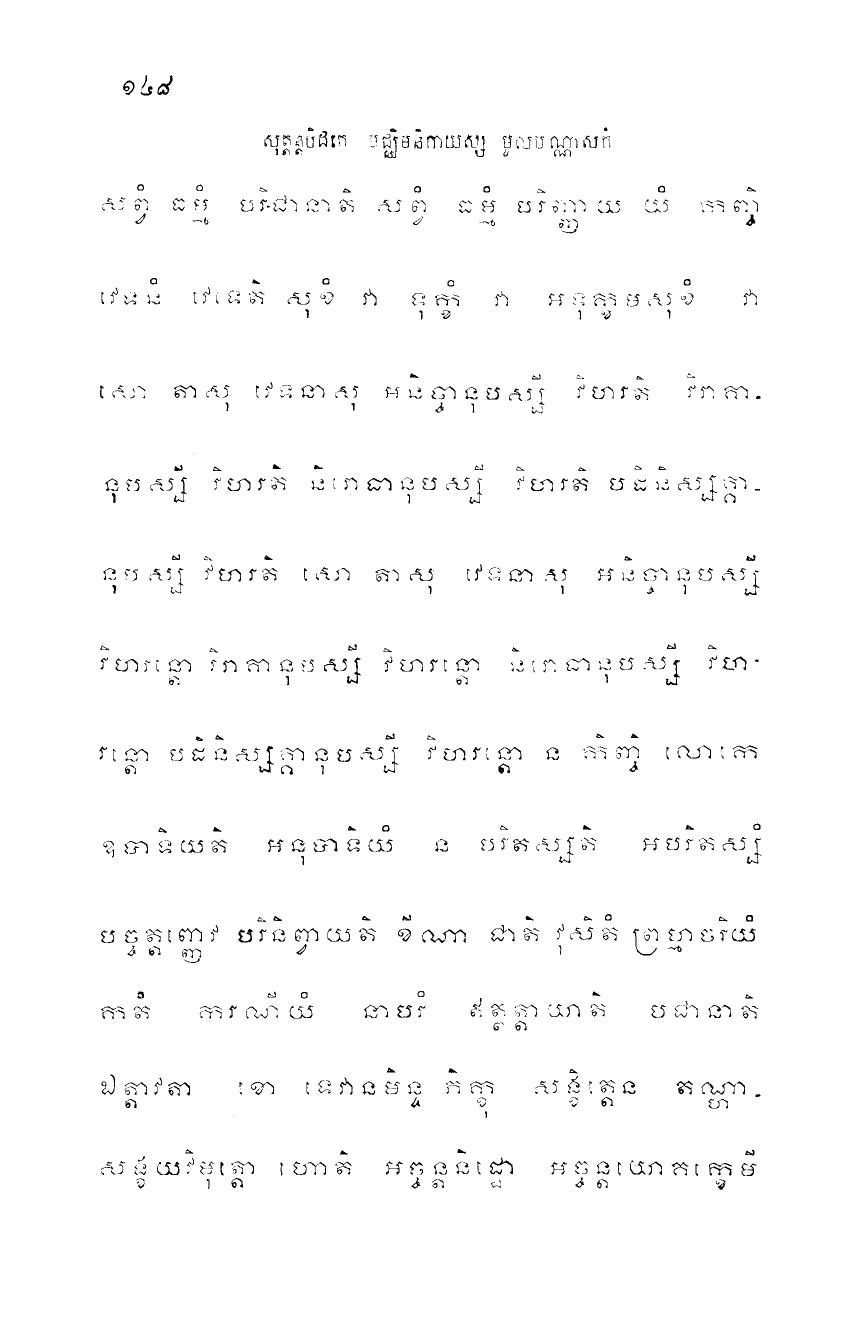 ១៤៨
សុត្តន្តបិដកេ មជ្ឈិមនិកាយស្ស មូលបណ្ណាសកំ
សព្វំ ធម្មំ បរិជានាតិ សព្វំ ធម្មំ បរិញ្ញាយ យំ កញ្ចិ
វេទនំ វេទេតិ សុខំ វា ទុក្ខំ វា អទុក្ខមសុខំ វា
សោ តាសុ វេទនាសុ អនិច្ចានុបស្សី វិហរតិ វិរាគា-
នុបស្សី វិហរតិ និរោធានុបស្សី វិហរតិ បដិនិស្សគ្គា-
នុបស្សី វិហរតិ សោ តាសុ វេទនាសុ អនិច្ចានុបស្សី
វិហរន្តោ វិរាគានុបស្សី វិហរន្តោ និរោធានុបស្សី វិហ-
រន្តោ បដិនិស្សគ្គានុបស្សី វិហរន្តោ ន កិញ្ចិ លោកេ
ឧបាទិយតិ អនុបាទិយំ ន បរិតស្សតិ អបរិតស្សំ
បច្ចត្តញ្ញេវ បរិនិព្វាយតិ ខីណា ជាតិ វុសិតំ ព្រហ្មចរិយំ
កតំ ករណីយំ នាបរំ ឥត្ថត្តាយាតិ បជានាតិ
ឯត្តាវតា ខោ ទេវានមិន្ទ ភិក្ខុ សង្ខិត្តេន តណ្ហា-
សង្ខយវិមុត្តោ ហោតិ អច្ចន្តនិដ្ឋោ អច្ចន្តយោគក្ខេមី